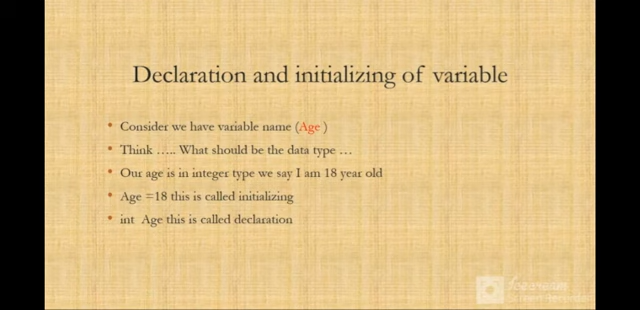 Declaration and initializing of variable
Consider we have variable name (Age )
Think ….. What should be the data type …
Our age is in integer type we say I am 18 year old
Age =18 this is called initializing
int Age this is called declaration
Screen Recorder